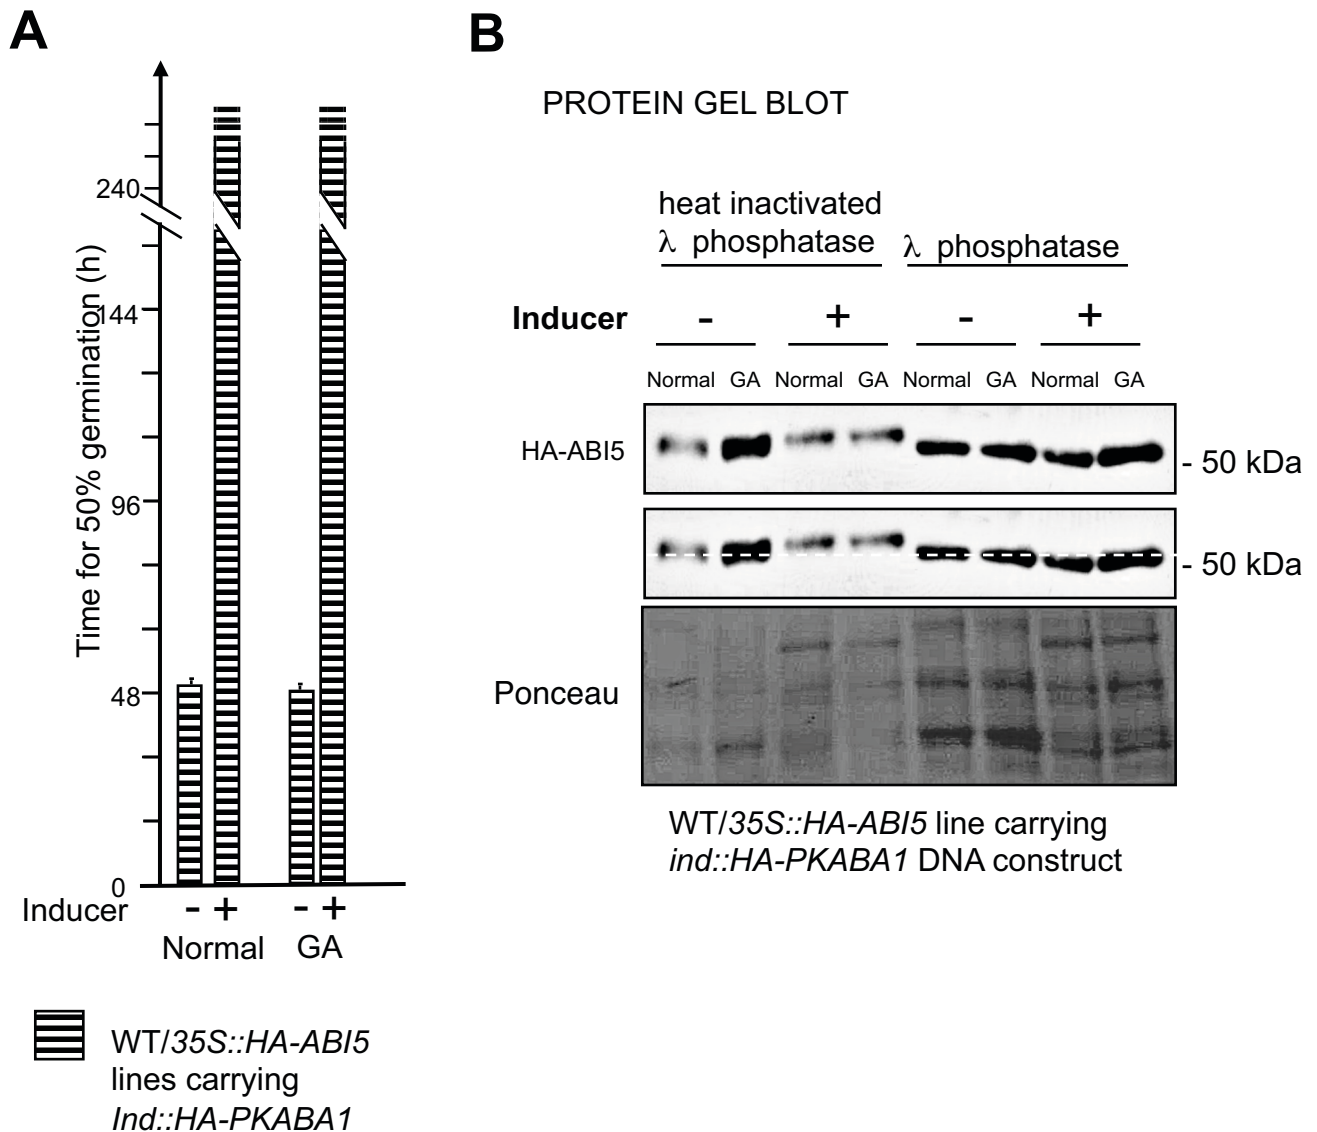 A
240
144
96
48
0
Time for 50% germination (h)
Inducer - + - +
Normal GA
WT/35S::HA-ABI5
lines carrying
Ind::HA-PKABA1
B
PROTEIN GEL BLOT
heat inactivated
λ phosphatase
λ phosphatase
Inducer - + - +
Normal GA Normal GA Normal GA Normal GA
HA-ABI5
- 50 kDa
- 50 kDa
Ponceau
WT/35S::HA-ABI5 line carrying
ind::HA-PKABA1 DNA construct